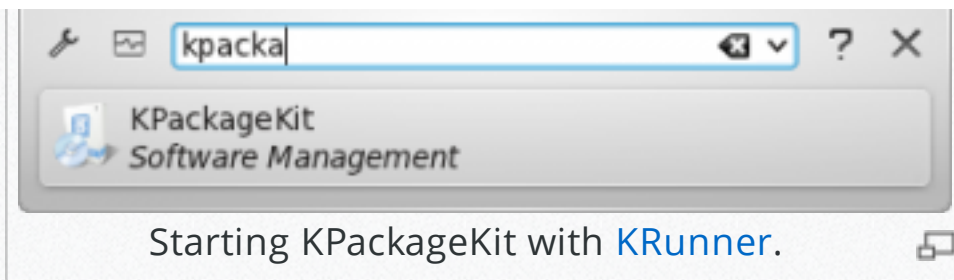 kpacka
?
KPackageKit
Software Management
Starting KPackageKit with KRunner.